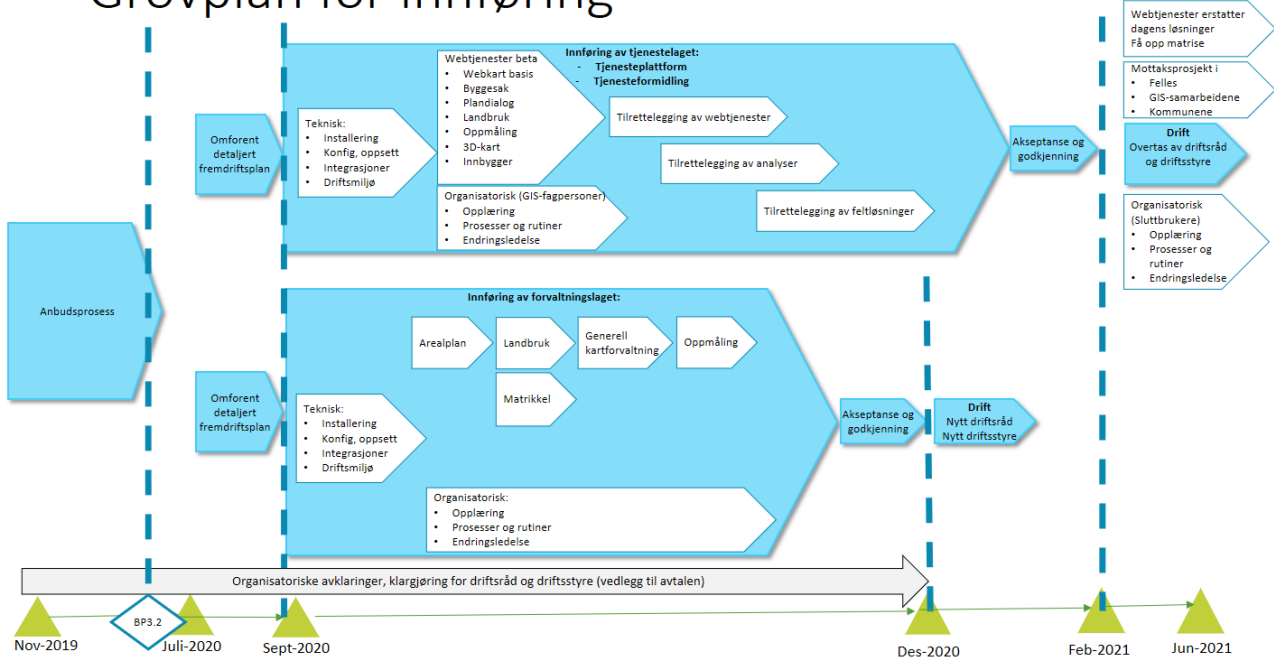 Grovplan for innføring
Webtjenester erstatter
dagens løsninger
Få opp matrise
Innføring av tjenestelaget:
- Tjenesteplattform
- Tjenesteformidling
Webtjenester beta
• Webkart basis
• Byggesak
• Plandialog
• Landbruk
• Oppmåling
• 3D-kart
• Innbygger
Mottaksprosjekt i
• Felles
• GIS-samarbeidene
• Kommunene
Omforent
detaljert
fremdriftsplan
Teknisk:
• Installering
• Konfig, oppsett
• Integrasjoner
• Driftsmiljø
Tilrettelegging av webtjenester
Tilrettelegging av analyser
Tilrettelegging av feltløsninger
Akseptanse og
godkjenning
Drift
Overtas av driftsråd
og driftsstyre
Organisatorisk (GIS-fagpersoner)
• Opplæring
• Prosesser og rutiner
• Endringsledelse
Organisatorisk
(Sluttbrukere)
• Opplæring
• Prosesser og
rutiner
• Endringsledelse
Anbudsprosess
Innføring av forvaltningslaget:
Arealplan
Landbruk
Generell
kartforvaltning
Oppmåling
Matrikkel
Omforent
detaljert
fremdriftsplan
Teknisk:
• Installering
• Konfig, oppsett
• Integrasjoner
• Driftsmiljø
Akseptanse og
godkjenning
Drift
Nytt driftsråd
Nytt driftsstyre
Organisatorisk:
• Opplæring
• Prosesser og rutiner
• Endringsledelse
Organisatoriske avklaringer, klargjøring for driftsråd og driftsstyre (vedlegg til avtalen)
BP3.2
Nov-2019
Juli-2020
Sept-2020
Des-2020
Feb-2021
Jun-2021